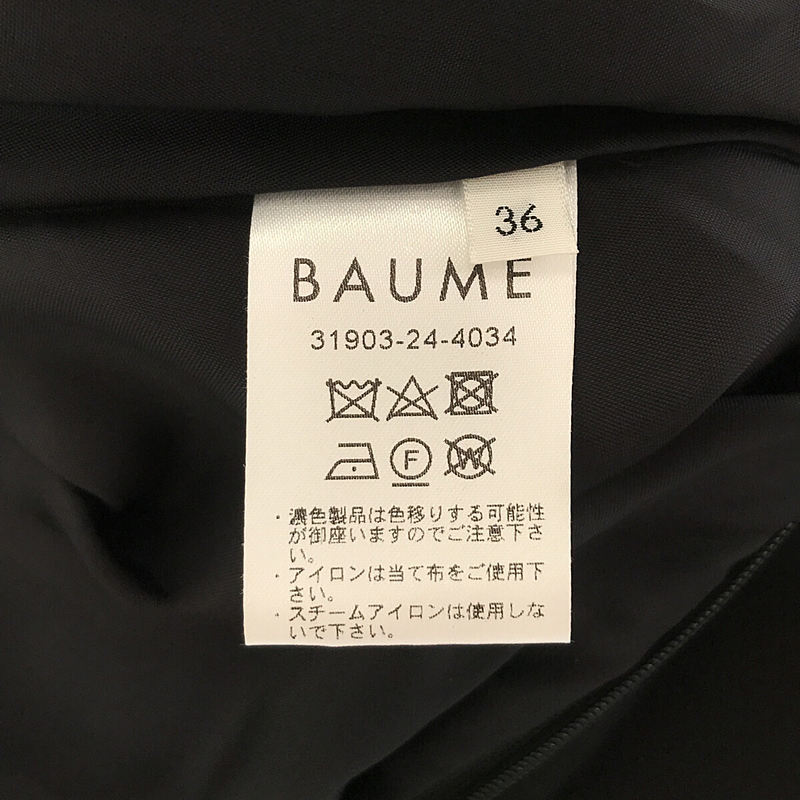 36
BAUME
31903-24-4034
F
W
・濃色製品は色移りする可能性
が御座いますのでご注意下さ
い。
・アイロンは当て布をご使用下
さい。
・スチームアイロンは使用しな
いで下さい。